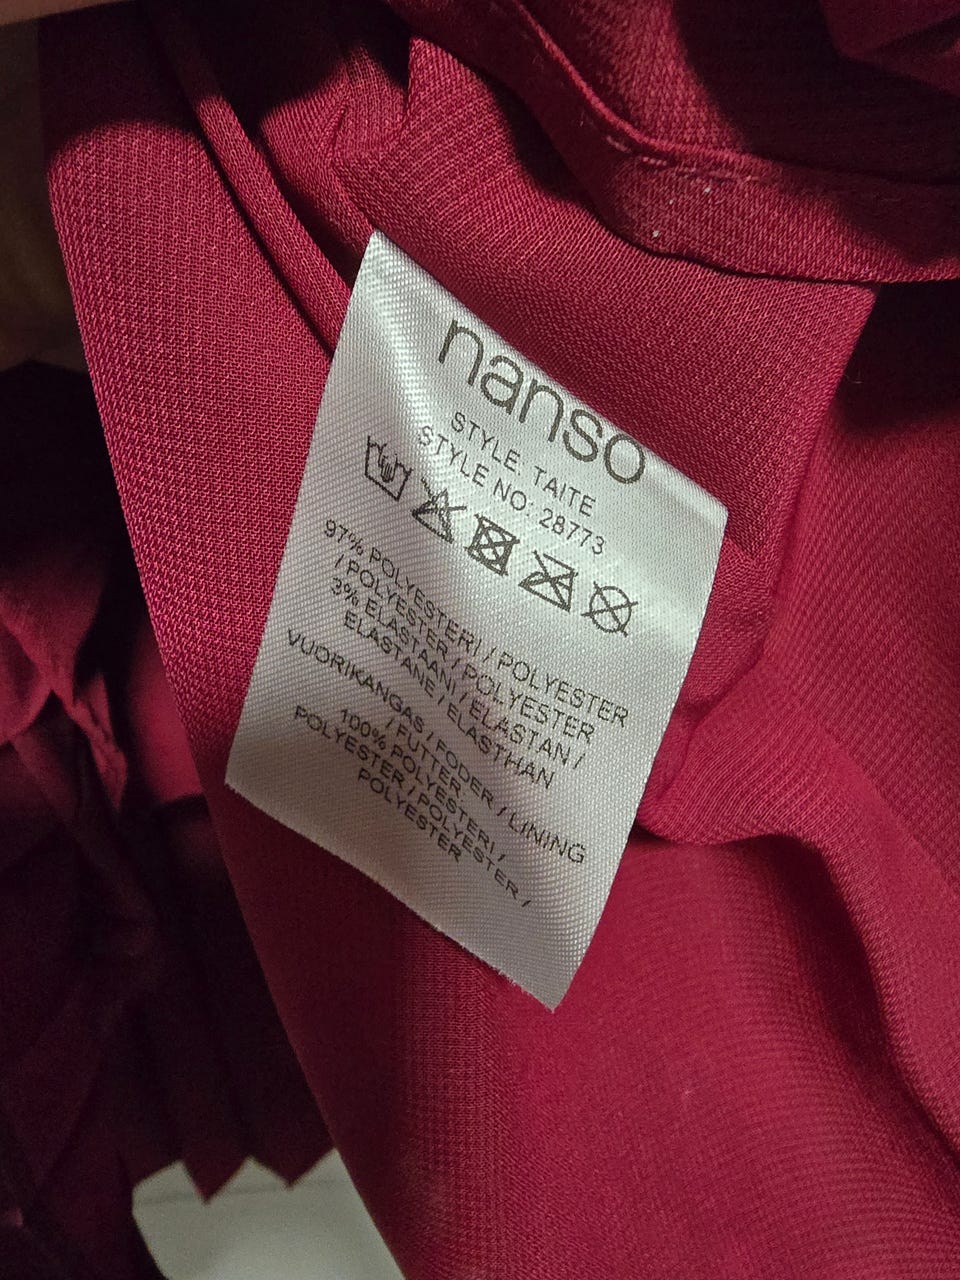 nanso
STYLE. TAITE
STYLE NO: 28773
97% POLYESTERI / POLYESTER
/ POLYESTER / POLYESTER
3% ELASTAANI / ELASTAN /
ELASTANE / ELASTHAN
VUORIKANGAS / FODER / LINING
/ FUTTER
100% POLYESTERI /
POLYESTER / POLYESTER /
POLYESTER